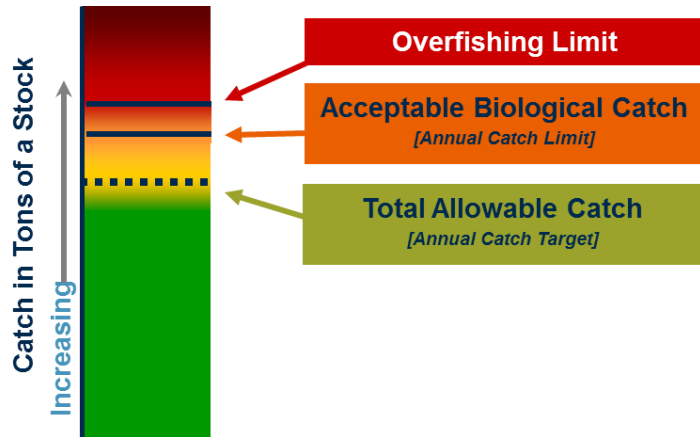 Catch in Tons of a Stock
Increasing
Overfishing Limit
Acceptable Biological Catch
[Annual Catch Limit]
Total Allowable Catch
[Annual Catch Target]